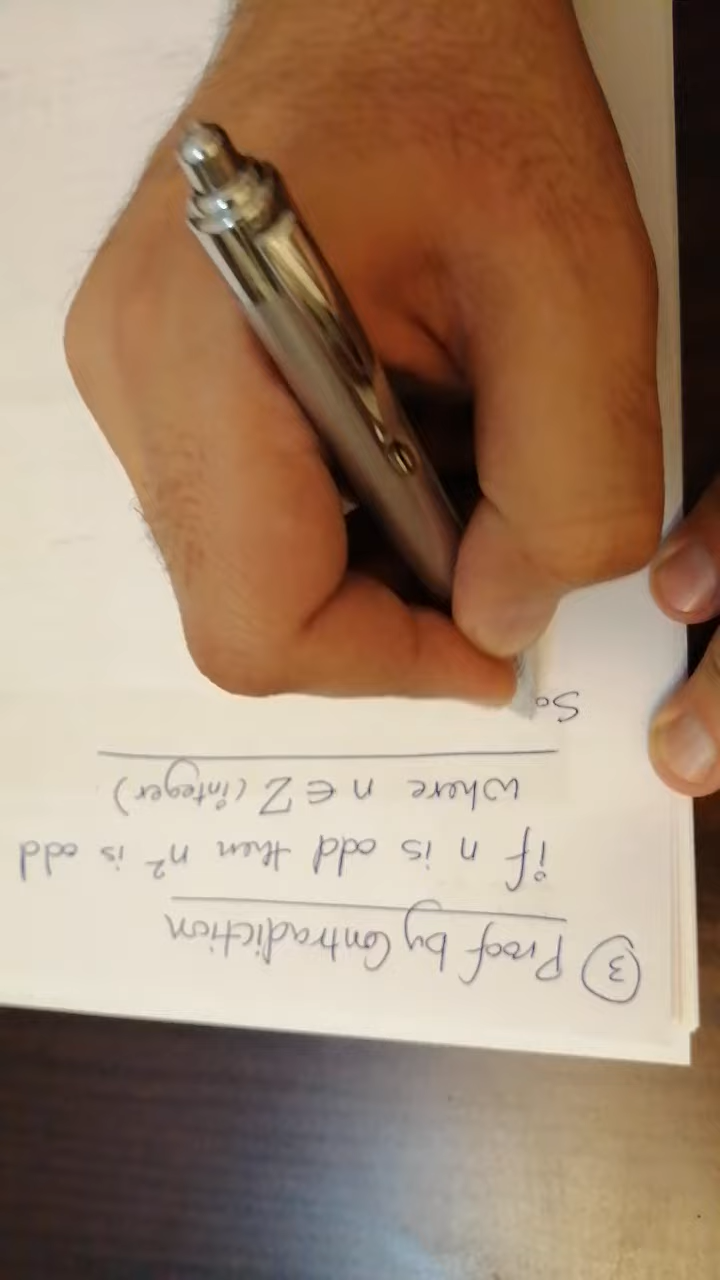 ③ Proof by Contradiction
if n is odd then n² is odd
where n ∈ Z (integer)
So